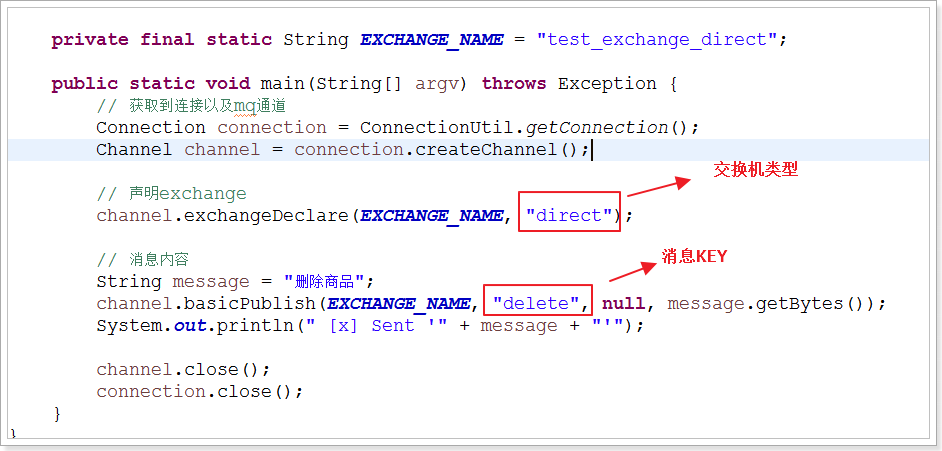 private final static String EXCHANGE_NAME = "test_exchange_direct";
public static void main(String[] argv) throws Exception {
// 获取到连接以及mq通道
Connection connection = ConnectionUtil.getConnection();
Channel channel = connection.createChannel();
交换机类型
// 声明exchange
channel.exchangeDeclare(EXCHANGE_NAME, "direct");
// 消息内容
消息KEY
String message = "删除商品";
channel.basicPublish(EXCHANGE_NAME, "delete", null, message.getBytes());
System.out.println(" [x] Sent '" + message + "'");
channel.close();
connection.close();
}
}